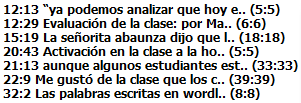 12:13 “ya podemos analizar que hoy e.. (5:5)
12:29 Evaluación de la clase: por Ma.. (6:6)
15:19 La señorita abaunza dijo que l.. (18:18)
20:43 Activación en la clase a la ho.. (5:5)
21:13 aunque algunos estudiantes est.. (33:33)
22:9 Me gustó de la clase que los c.. (39:39)
32:2 Las palabras escritas en wordl.. (8:8)